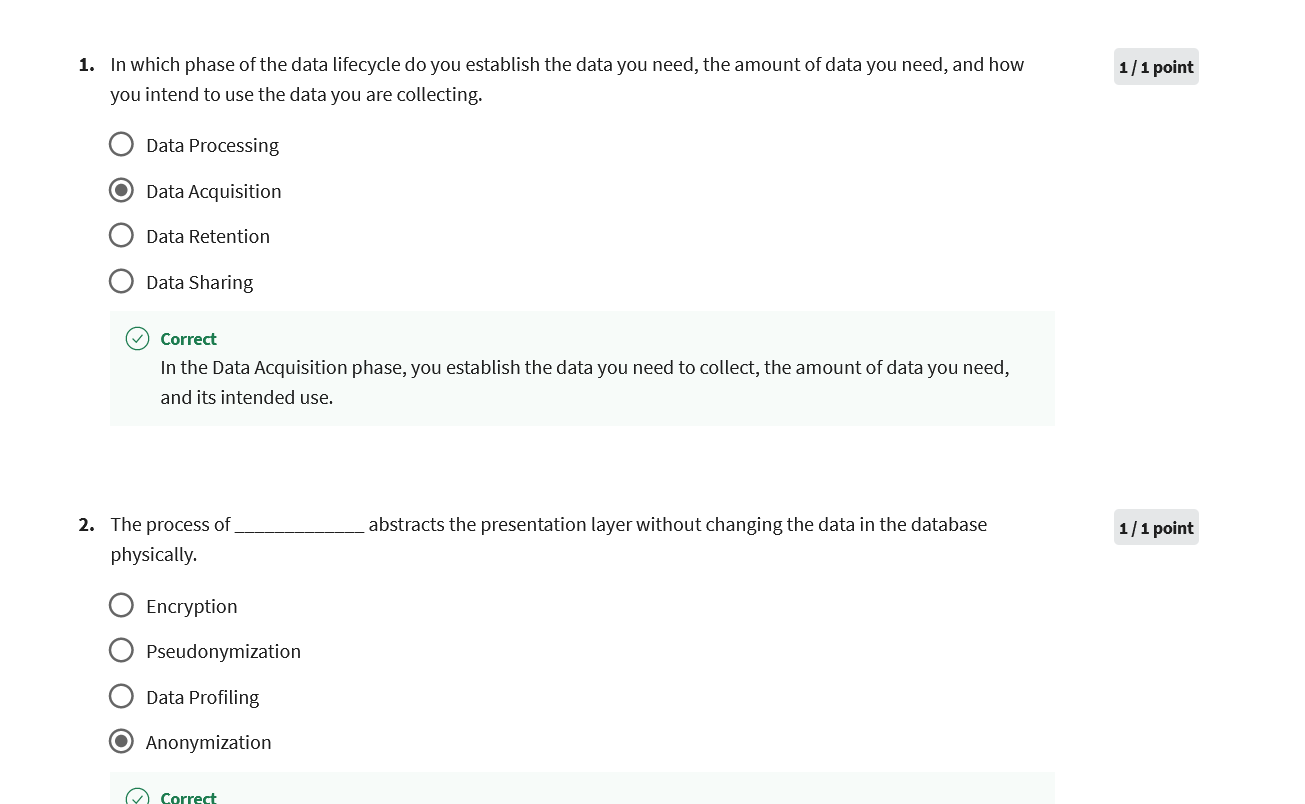 1. In which phase of the data lifecycle do you establish the data you need, the amount of data you need, and how
you intend to use the data you are collecting.
1 / 1 point
Data Processing
Data Acquisition
Data Retention
Data Sharing
Correct
In the Data Acquisition phase, you establish the data you need to collect, the amount of data you need,
and its intended use.
2. The process of _____________ abstracts the presentation layer without changing the data in the database
physically.
1 / 1 point
Encryption
Pseudonymization
Data Profiling
Anonymization
Correct